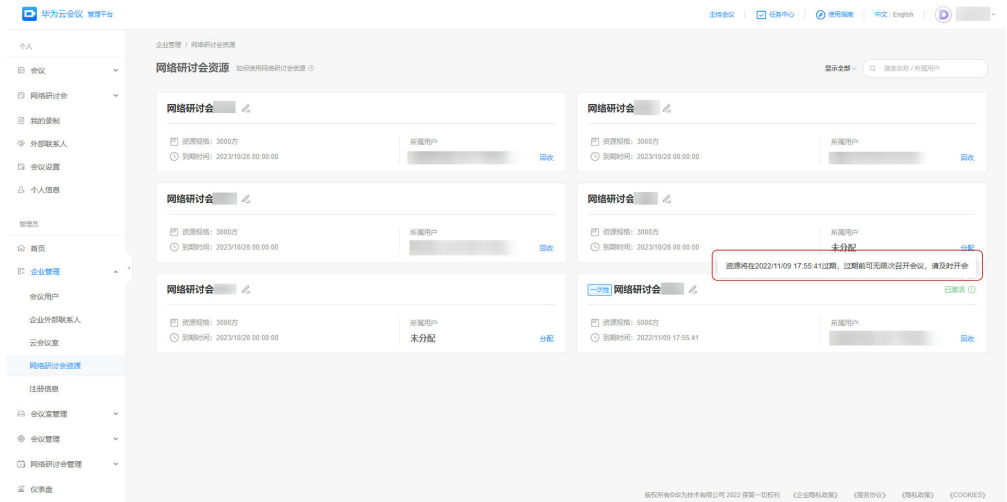 华为云会议 管理平台
主持会议 任务中心 使用指南 中文 | English
个人
会议
网络研讨会
我的录制
外部联系人
会议设置
个人信息
管理员
首页
企业管理
会议用户
企业外部联系人
云会议室
网络研讨会资源
注册信息
会议室管理
会议管理
网络研讨会管理
仪表盘
企业管理 / 网络研讨会资源
网络研讨会资源 如何使用网络研讨会资源
显示全部 搜索名称/所属用户
网络研讨会
资源规格：3000方
到期时间：2023/10/28 00:00:00
所属用户
回收
网络研讨会
资源规格：3000方
到期时间：2023/10/28 00:00:00
所属用户
回收
网络研讨会
资源规格：3000方
到期时间：2023/10/28 00:00:00
所属用户
回收
网络研讨会
资源规格：3000方
到期时间：2023/10/28 00:00:00
所属用户
未分配
分配
资源将在2022/11/09 17:55:41过期，过期前可无限次召开会议，请及时开会
网络研讨会
资源规格：3000方
到期时间：2023/10/28 00:00:00
所属用户
未分配
分配
一次性 网络研讨会
已激活
资源规格：5000方
到期时间：2022/11/09 17:55:41
所属用户
回收
版权所有©华为技术有限公司 2022 保留一切权利 《企业隐私政策》 《服务协议》 《隐私政策》 《COOKIES》